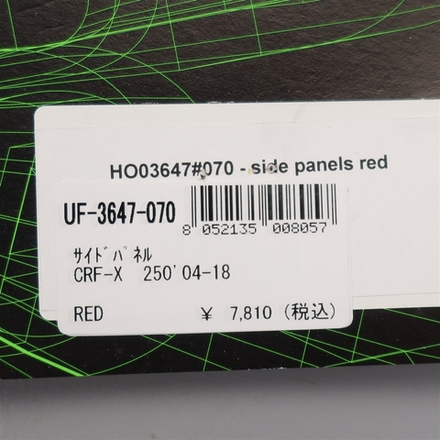 HO03647#070 - side panels red
UF-3647-070
8 052135 008057
ｻｲﾄﾞﾊﾟﾈﾙ
CRF-X 250'04-18
RED ￥ 7,810 (税込)